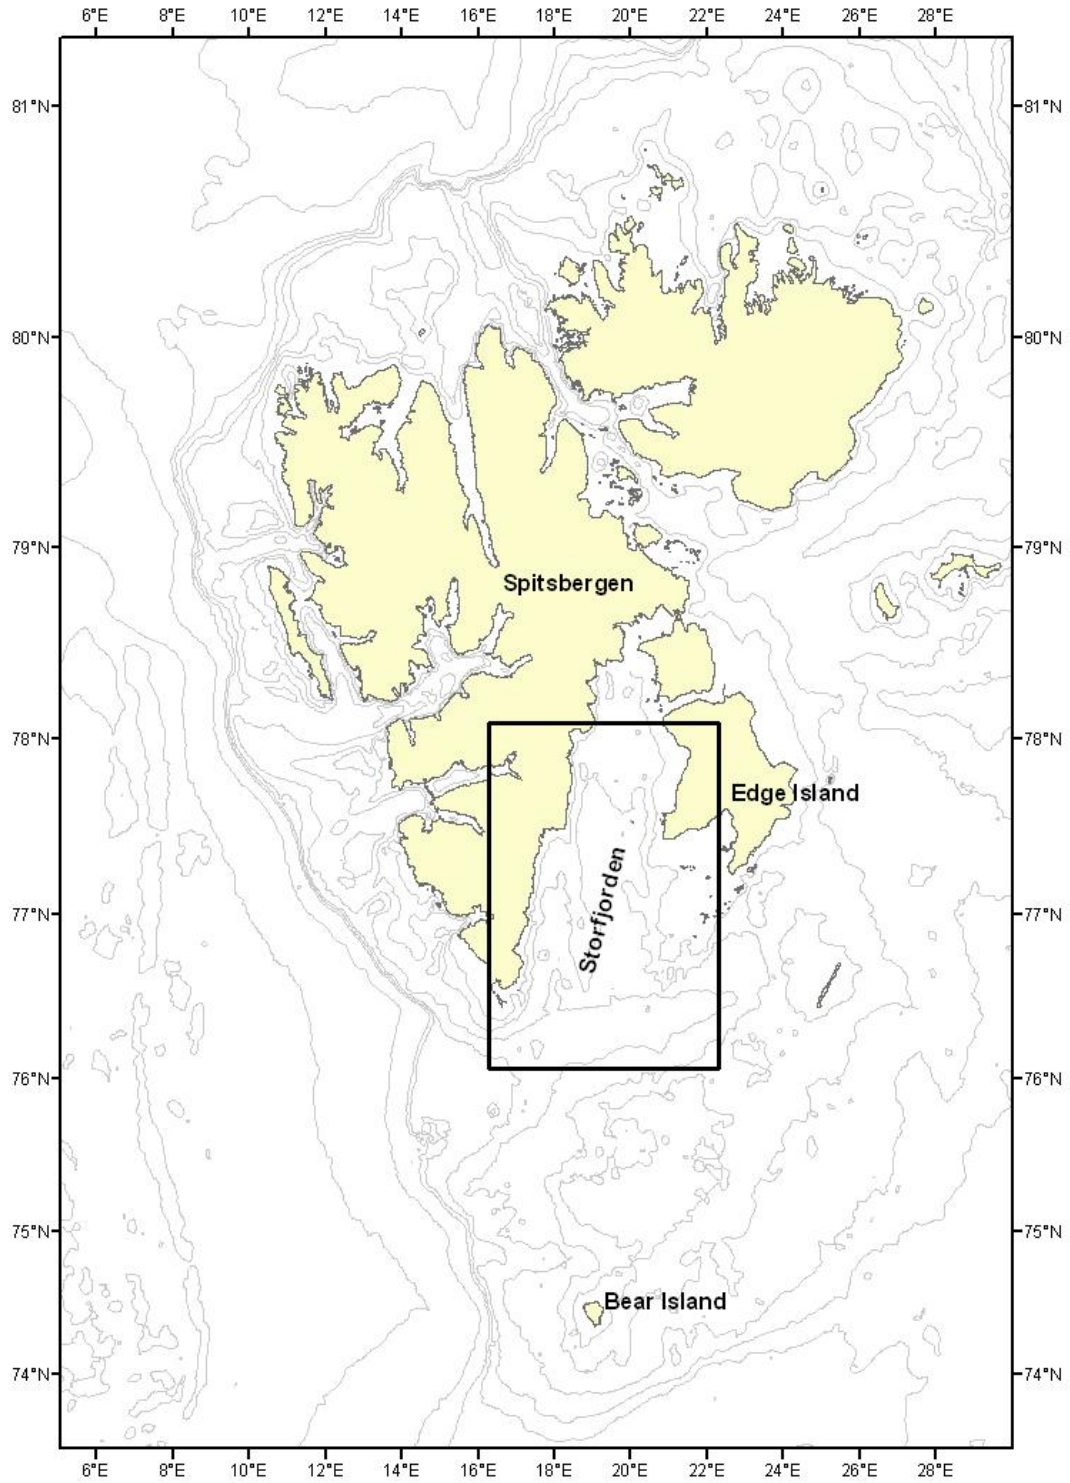 6°E 8°E 10°E 12°E 14°E 16°E 18°E 20°E 22°E 24°E 26°E 28°E
81°N 81°N
80°N 80°N
79°N 79°N
Spitsbergen
78°N 78°N
Edge Island
Storfjorden
77°N 77°N
76°N 76°N
75°N 75°N
Bear Island
74°N 74°N
6°E 8°E 10°E 12°E 14°E 16°E 18°E 20°E 22°E 24°E 26°E 28°E